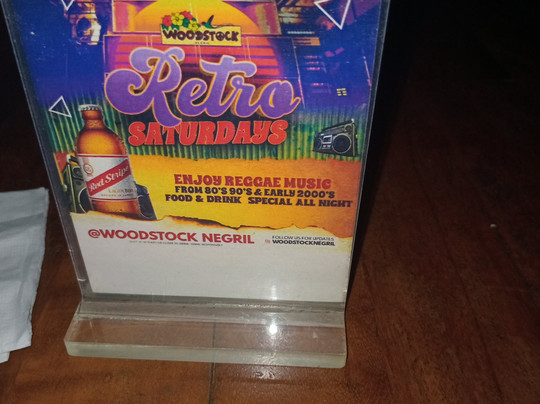 WOODSTOCK
Retro
SATURDAYS
Red Stripe
ENJOY REGGAE MUSIC
FROM 80'S 90'S & EARLY 2000'S
FOOD & DRINK SPECIAL ALL NIGHT
@WOODSTOCK NEGRIL
FOLLOW US FOR UPDATES
WOODSTOCKNEGRIL